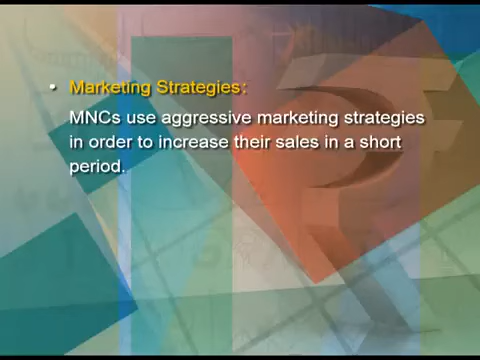 • Marketing Strategies:
MNCs use aggressive marketing strategies
in order to increase their sales in a short
period.